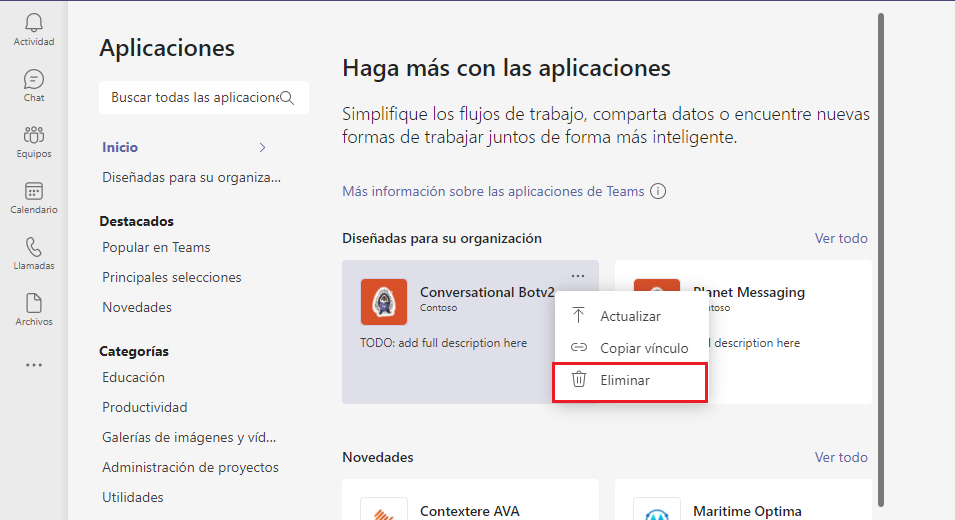 Actividad
Chat
Equipos
Calendario
Llamadas
Archivos
Aplicaciones
Buscar todas las aplicacione
Inicio
Diseñadas para su organiza...
Destacados
Popular en Teams
Principales selecciones
Novedades
Categorías
Educación
Productividad
Galerías de imágenes y víd...
Administración de proyectos
Utilidades
Haga más con las aplicaciones
Simplifique los flujos de trabajo, comparta datos o encuentre nuevas
formas de trabajar juntos de forma más inteligente.
Más información sobre las aplicaciones de Teams
Diseñadas para su organización
Ver todo
Conversational Botv2
Contoso
TODO: add full description here
Actualizar
Copiar vínculo
Eliminar
Planet Messaging
description here
Novedades
Ver todo
Contextere AVA
Maritime Optima